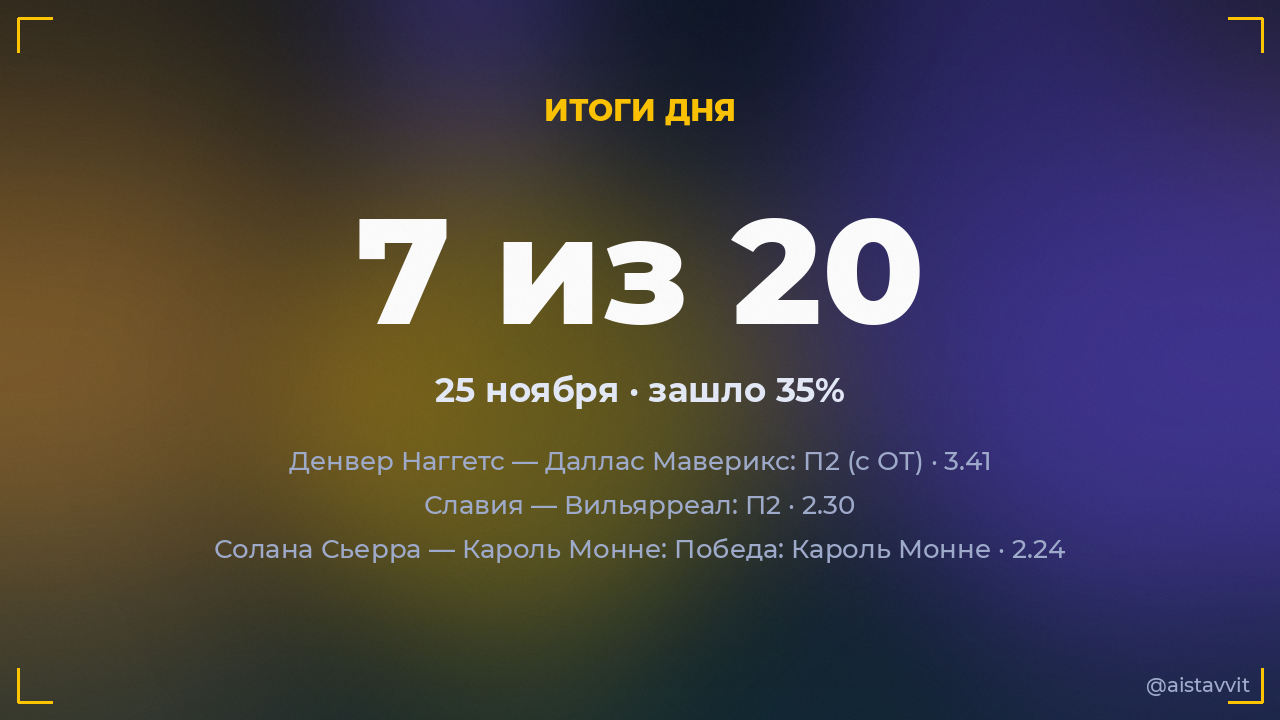 ИТОГИ ДНЯ
7 из 20
25 ноября · зашло 35%
Денвер Наггетс — Даллас Маверикс: П2 (с ОТ) · 3.41
Славия — Вильярреал: П2 · 2.30
Солана Сьерра — Кароль Монне: Победа: Кароль Монне · 2.24
@aistavvit